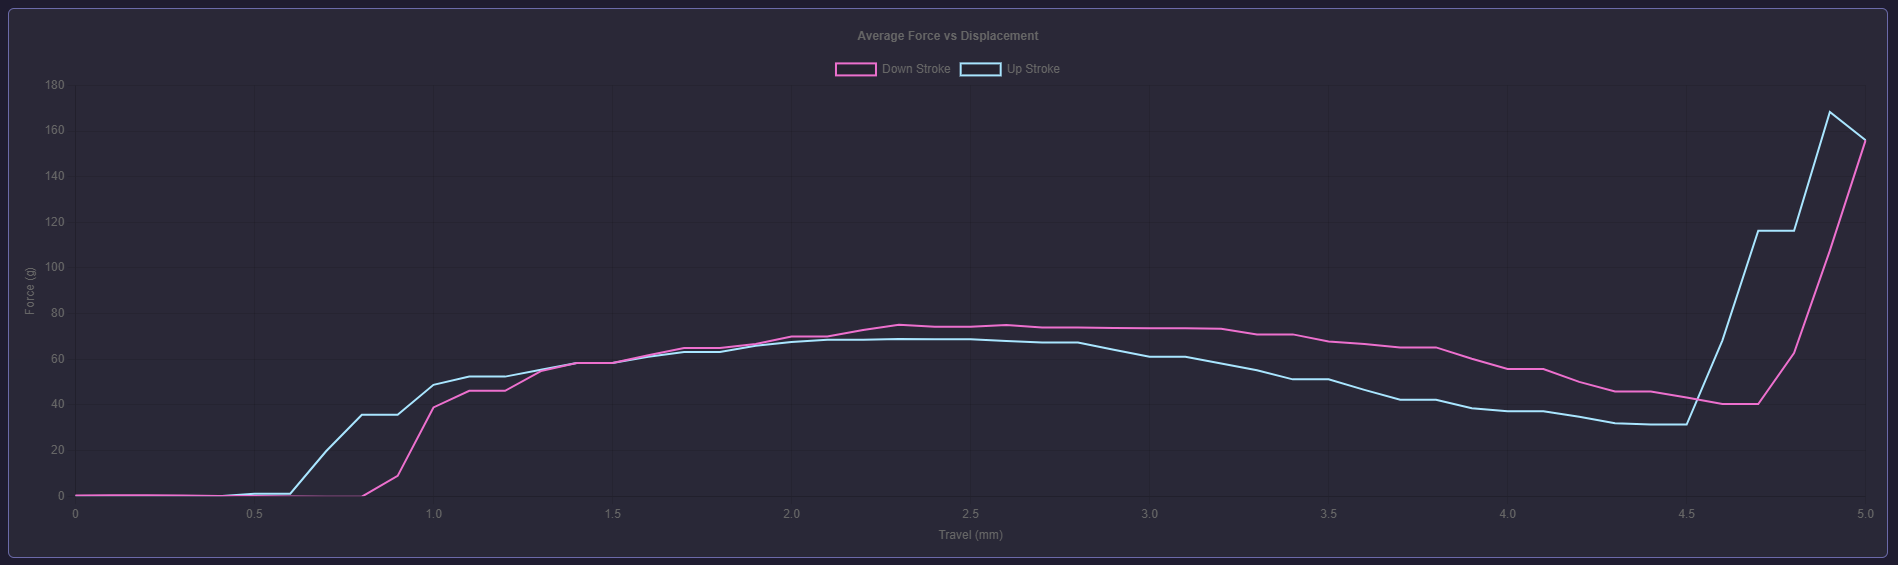 Average Force vs Displacement
Down Stroke Up Stroke
180
160
140
120
100
80
60
40
20
0
Force (g)
0 0.5 1.0 1.5 2.0 2.5 3.0 3.5 4.0 4.5 5.0
Travel (mm)